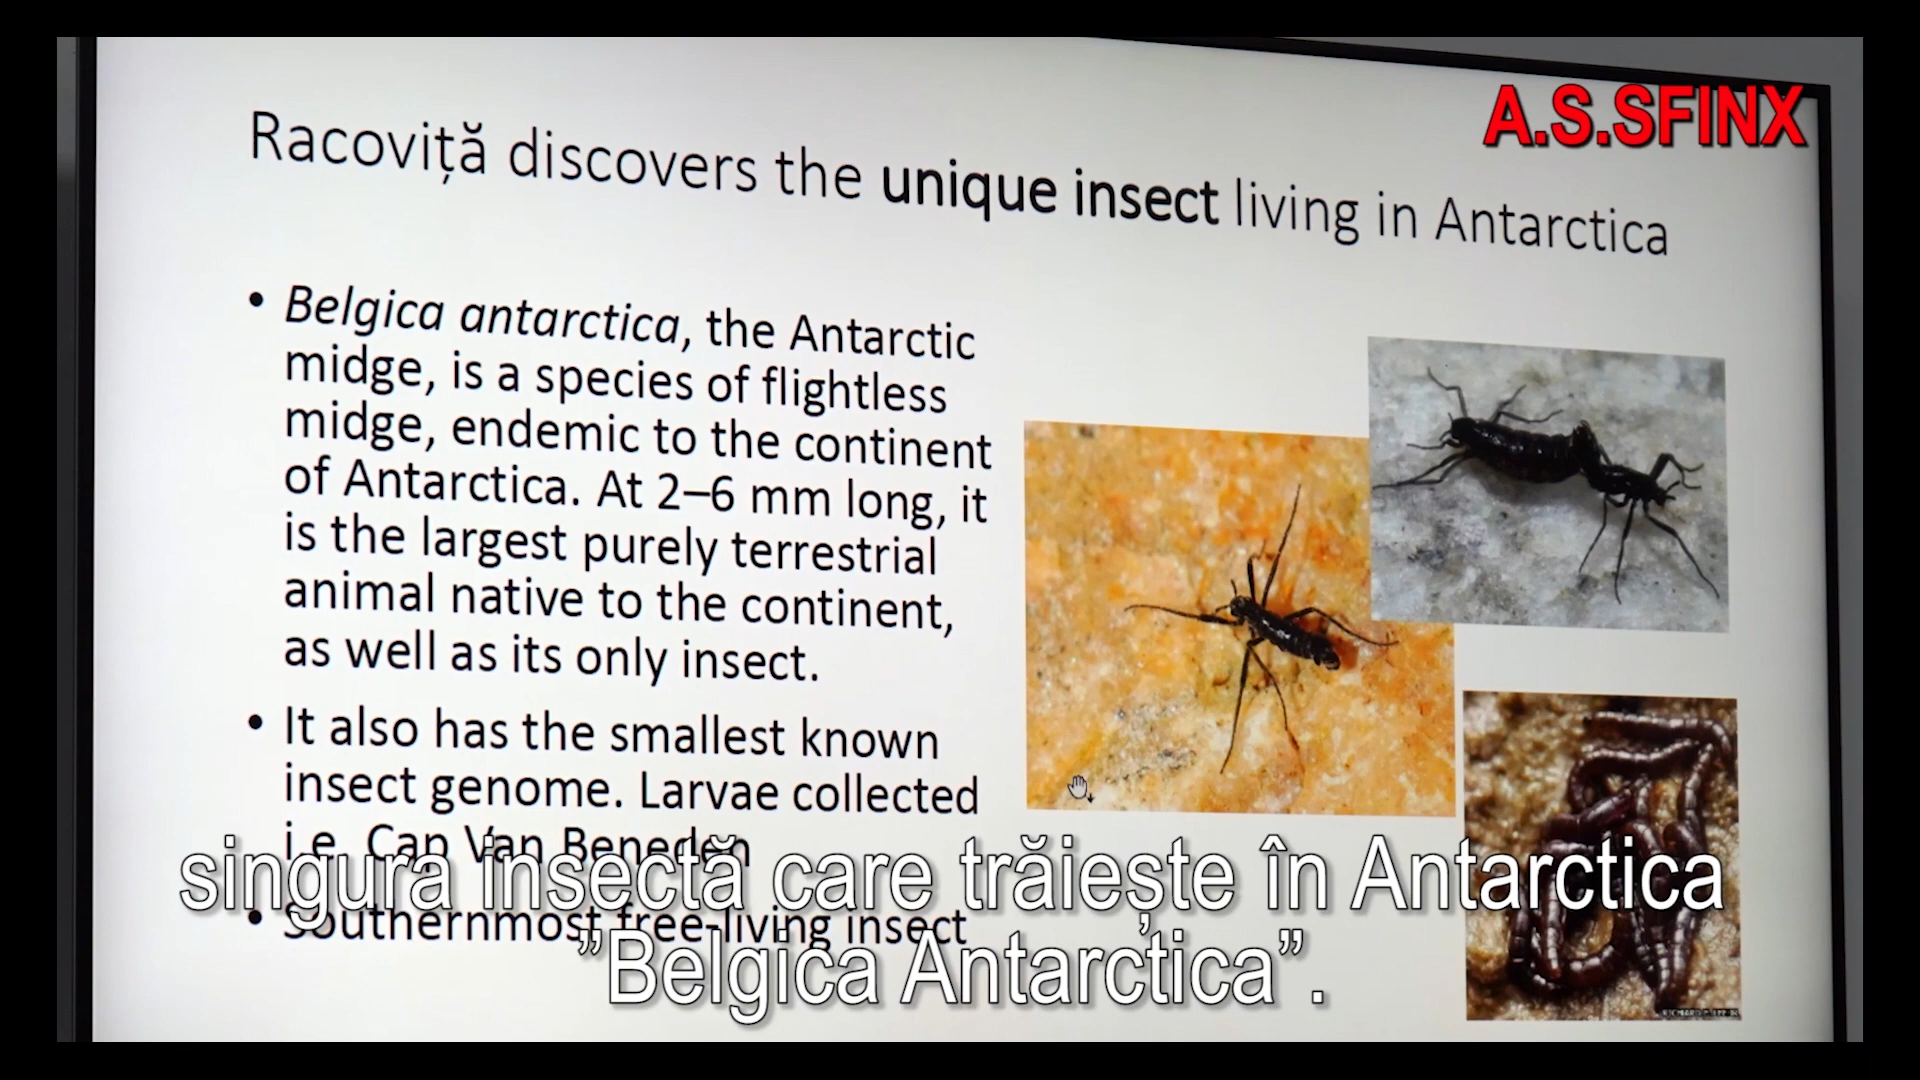 A.S.SFINX
Racoviță discovers the unique insect living in Antarctica
• Belgica antarctica, the Antarctic
midge, is a species of flightless
midge, endemic to the continent
of Antarctica. At 2–6 mm long, it
is the largest purely terrestrial
animal native to the continent,
as well as its only insect.
• It also has the smallest known
insect genome. Larvae collected
i.e. Cap Van Beneden
• Southernmost free-living insect
singura insectă care trăiește în Antarctica
”Belgica Antarctica” .